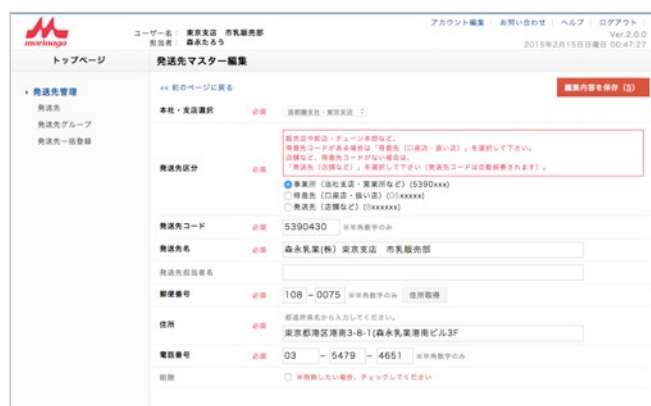 morinaga
ユーザー名： 東京支店 市乳販売部
担当者： 森永たろう
アカウント編集 | お問い合わせ | ヘルプ | ログアウト
Ver.2.0.0
2015年2月15日日曜日 00:47:27
トップページ
発送先マスター編集
発送先管理
発送先
発送先グループ
発送先一括登録
<< 前のページに戻る
編集内容を保存 (S)
本社・支店選択 必須 首都圏支社・東京支店
発送先区分 必須
販売店や卸店・チェーン本部など、
得意先コードがある場合は「得意先（口座店・扱い店）」を選択して下さい。
店舗など、得意先コードがない場合は、
「発送先（店舗など）」を選択して下さい（発送先コードは自動採番されます）。
事業所（当社支店・営業所など）(5390xxx)
得意先（口座店・扱い店）(05xxxxx)
発送先（店舗など）(8xxxxxx)
発送先コード 必須 5390430 ※半角数字のみ
発送先名 必須 森永乳業(株）東京支店 市乳販売部
発送先担当者名
郵便番号 必須 108 － 0075 ※半角数字のみ 住所取得
住所 必須
都道府県名から入力してください。
東京都港区港南3-8-1(森永乳業港南ビル3F
電話番号 必須 03 － 5479 － 4651 ※半角数字のみ
削除 ※削除したい場合、チェックしてください